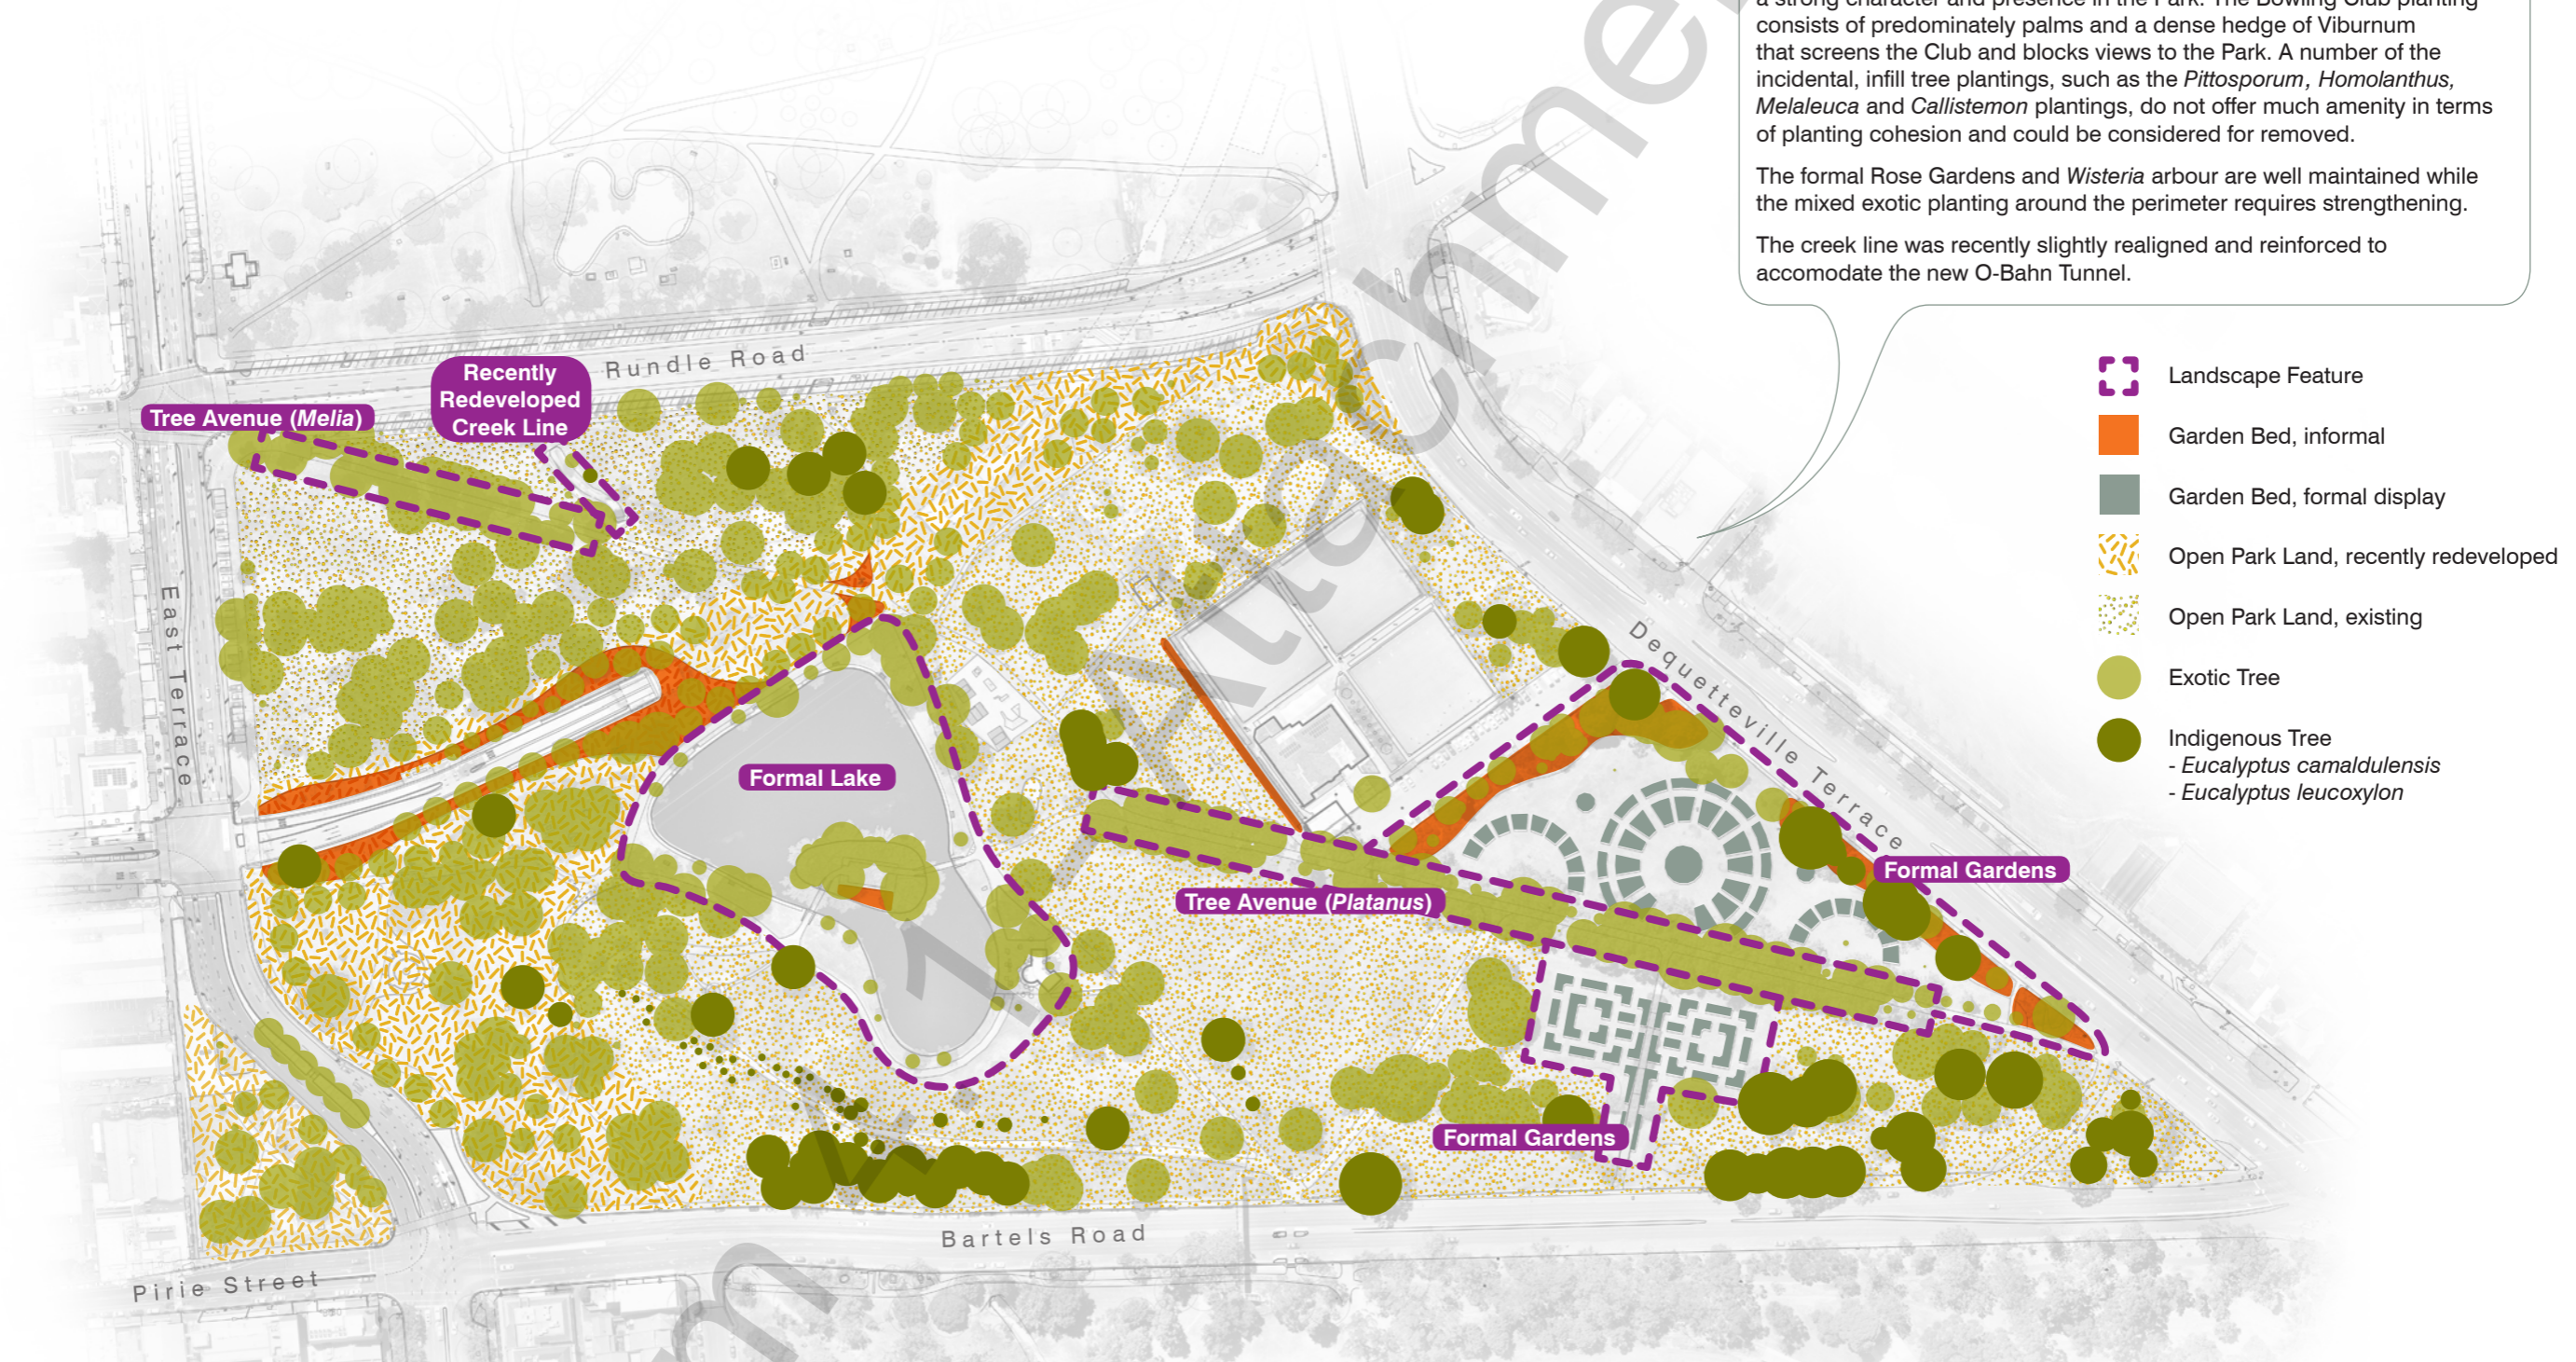 a strong character and presence in the Park. The Bowling Club planting
consists of predominately palms and a dense hedge of Viburnum
that screens the Club and blocks views to the Park. A number of the
incidental, infill tree plantings, such as the Pittosporum, Homolanthus,
Melaleuca and Callistemon plantings, do not offer much amenity in terms
of planting cohesion and could be considered for removed.
The formal Rose Gardens and Wisteria arbour are well maintained while
the mixed exotic planting around the perimeter requires strengthening.
The creek line was recently slightly realigned and reinforced to
accomodate the new O-Bahn Tunnel.
Landscape Feature
Garden Bed, informal
Garden Bed, formal display
Open Park Land, recently redeveloped
Open Park Land, existing
Exotic Tree
Indigenous Tree
- Eucalyptus camaldulensis
- Eucalyptus leucoxylon
Rundle Road
Recently
Redeveloped
Creek Line
Tree Avenue (Melia)
East Terrace
Dequetteville Terrace
Formal Lake
Formal Gardens
Tree Avenue (Platanus)
Formal Gardens
Bartels Road
Pirie Street